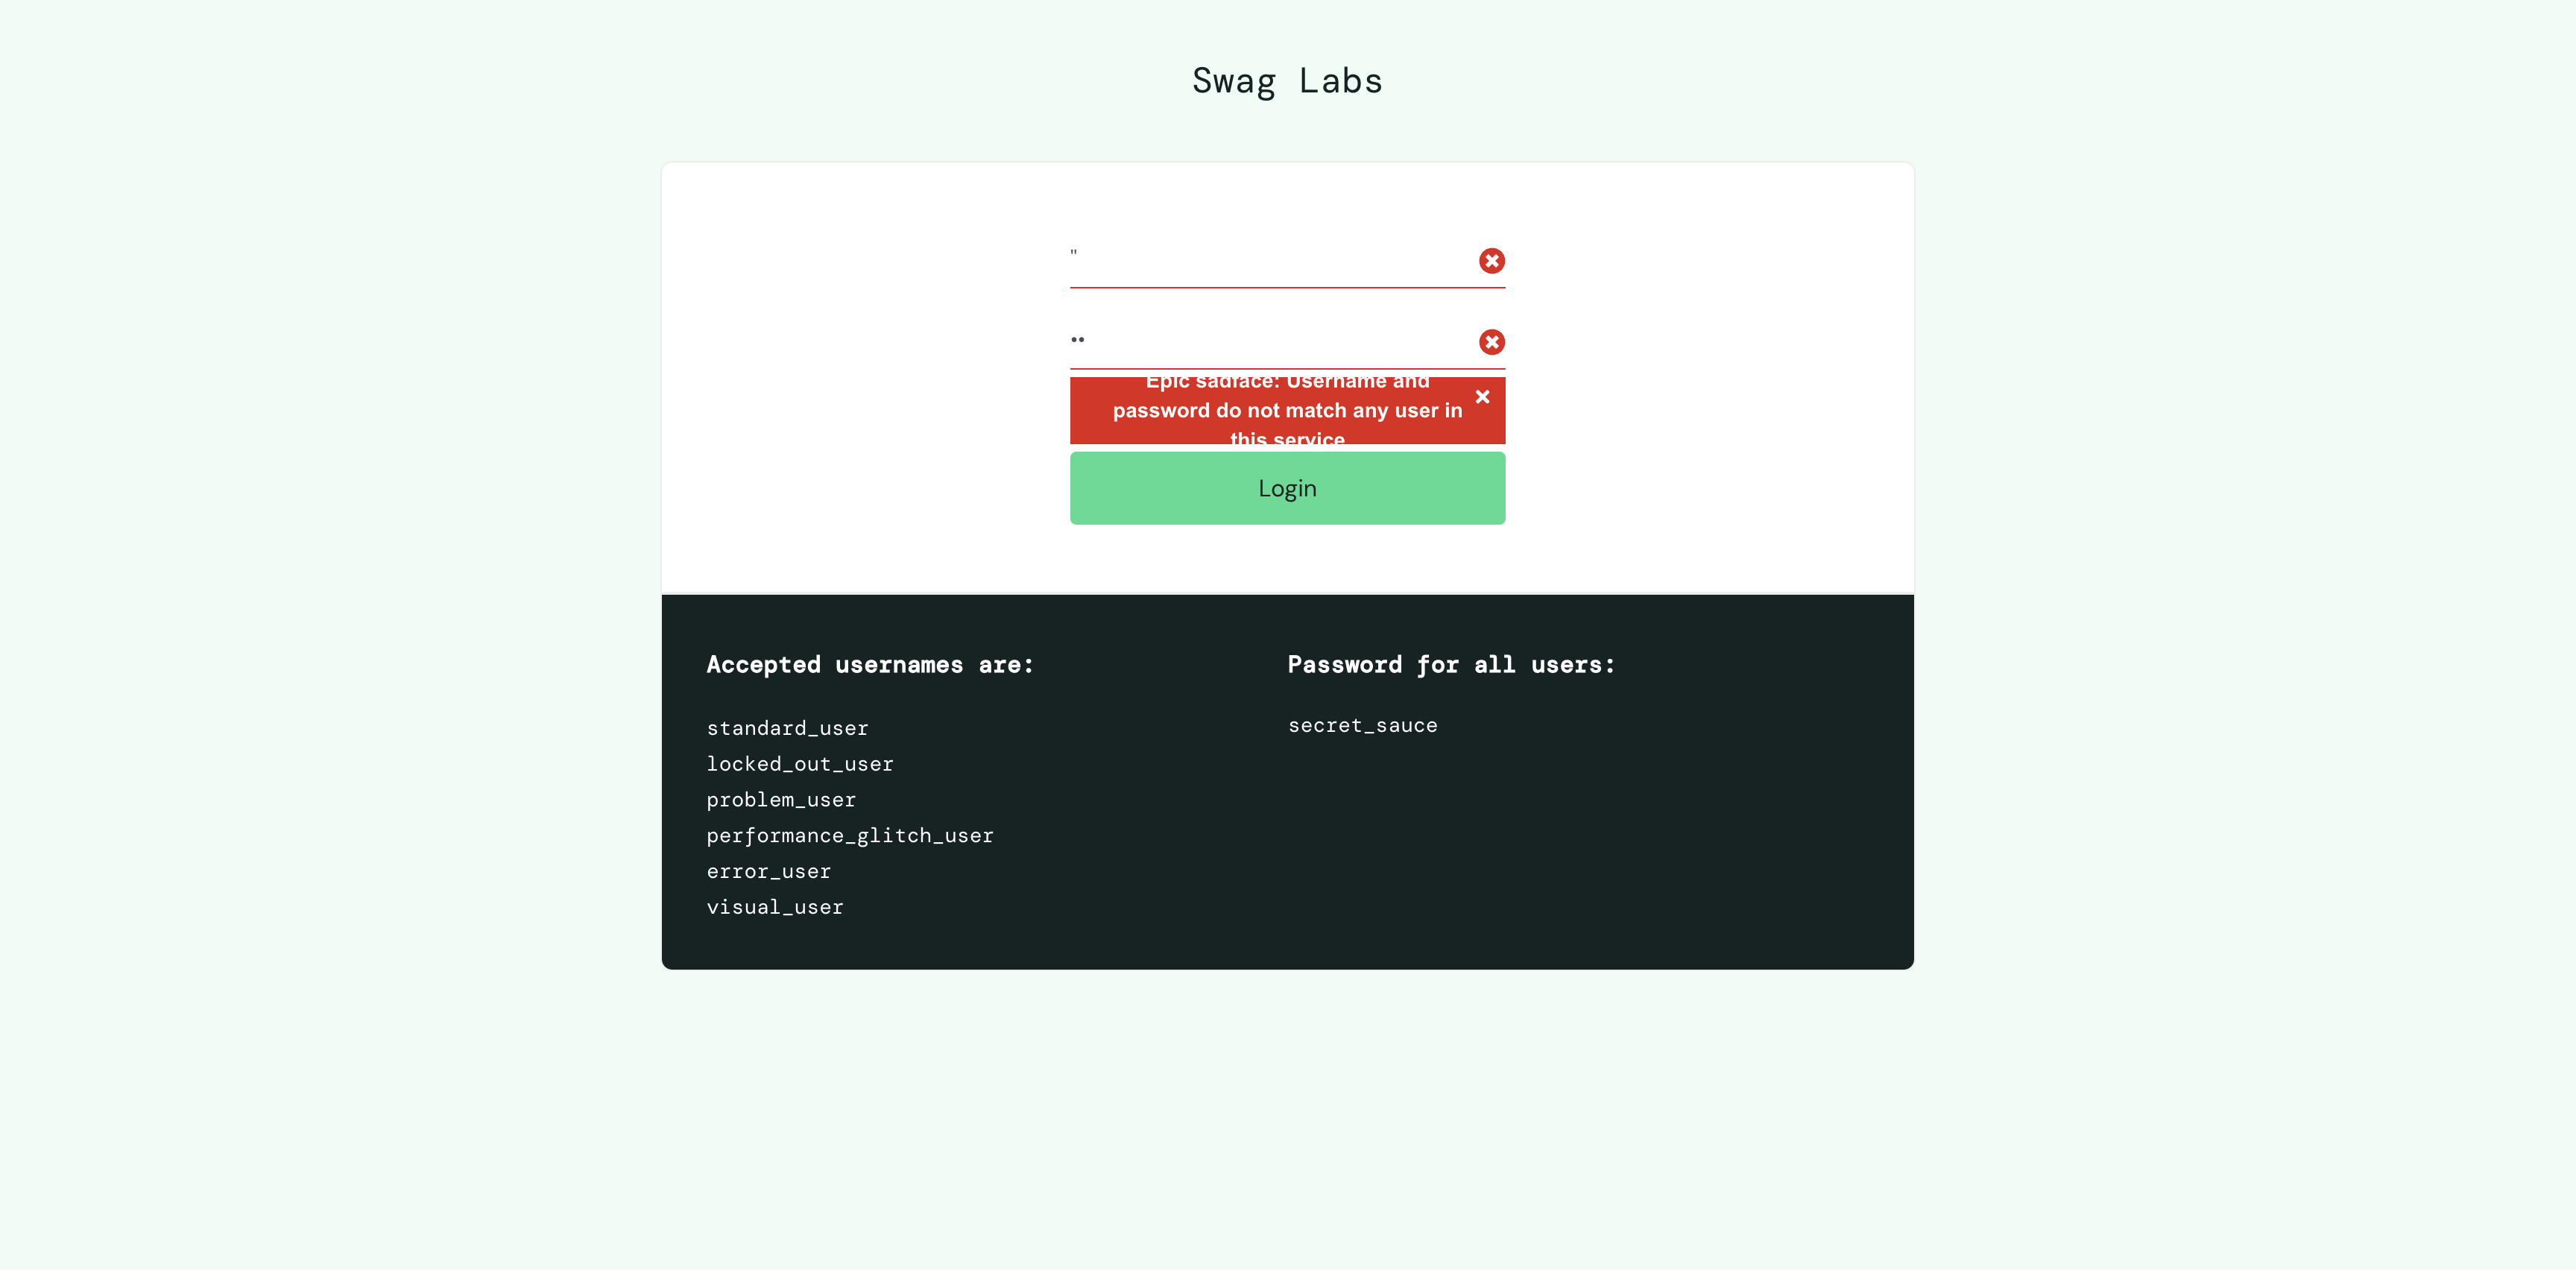 Swag Labs
"
••
Epic sadface: Username and
password do not match any user in
this service
Login
Accepted usernames are:
standard_user
locked_out_user
problem_user
performance_glitch_user
error_user
visual_user
Password for all users:
secret_sauce